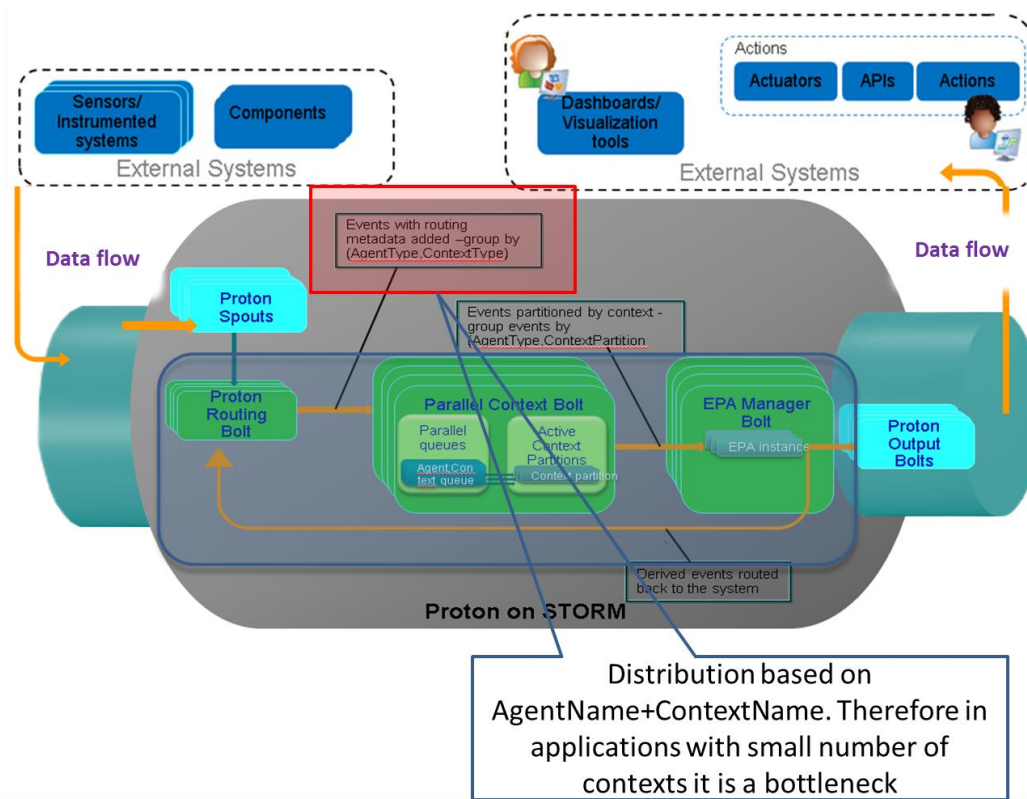 Actions
Actuators
APIs
Actions
Sensors/
Instrumented
systems
Components
External Systems
Dashboards/
Visualization
tools
External Systems
Data flow
Events with routing
metadata added –group by
(AgentType,ContextType)
Data flow
Proton
Spouts
Events partitioned by context -
group events by
(AgentType,ContextPartition
Proton
Routing
Bolt
Parallel Context Bolt
Parallel
queues
Agent,Con
text queue
Active
Context
Partitions
Context partition
EPA Manager
Bolt
EPA instance
Proton
Output
Bolts
Derived events routed
back to the system
Proton on STORM
Distribution based on
AgentName+ContextName. Therefore in
applications with small number of
contexts it is a bottleneck